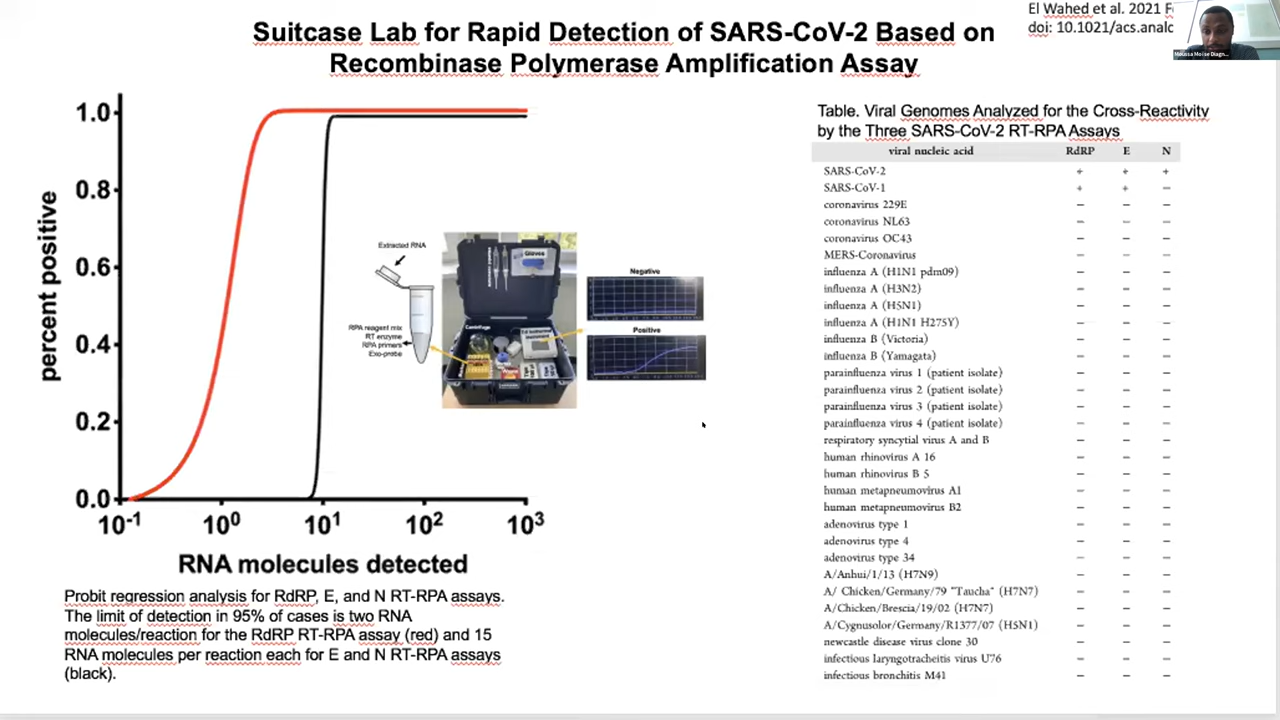 El Wahed et al. 2021
doi: 10.1021/acs.analc
Suitcase Lab for Rapid Detection of SARS-CoV-2 Based on
Recombinase Polymerase Amplification Assay
1.0
0.8
0.6
0.4
0.2
0.0
percent positive
10-1
100
101
102
103
RNA molecules detected
Extracted RNA
RPA reagent mix
RT enzyme
RPA primers
Exo-probe
Gloves
Centrifuge
Waste
Negative
Positive
Probit regression analysis for RdRP, E, and N RT-RPA assays.
The limit of detection in 95% of cases is two RNA
molecules/reaction for the RdRP RT-RPA assay (red) and 15
RNA molecules per reaction each for E and N RT-RPA assays
(black).
Table. Viral Genomes Analyzed for the Cross-Reactivity
by the Three SARS-CoV-2 RT-RPA Assays
viral nucleic acid RdRP E N
SARS-CoV-2 + + +
SARS-CoV-1 + + −
coronavirus 229E − − −
coronavirus NL63 − − −
coronavirus OC43 − − −
MERS-Coronavirus − − −
influenza A (H1N1 pdm09) − − −
influenza A (H3N2) − − −
influenza A (H5N1) − − −
influenza A (H1N1 H275Y) − − −
influenza B (Victoria) − − −
influenza B (Yamagata) − − −
parainfluenza virus 1 (patient isolate) − − −
parainfluenza virus 2 (patient isolate) − − −
parainfluenza virus 3 (patient isolate) − − −
parainfluenza virus 4 (patient isolate) − − −
respiratory syncytial virus A and B − − −
human rhinovirus A 16 − − −
human rhinovirus B 5 − − −
human metapneumovirus A1 − − −
human metapneumovirus B2 − − −
adenovirus type 1 − − −
adenovirus type 4 − − −
adenovirus type 34 − − −
A/Anhui/1/13 (H7N9) − − −
A/ Chicken/Germany/79 "Taucha" (H7N7) − − −
A/Chicken/Brescia/19/02 (H7N7) − − −
A/Cygnusolor/Germany/R1377/07 (H5N1) − − −
newcastle disease virus clone 30 − − −
infectious laryngotracheitis virus U76 − − −
infectious bronchitis M41 − − −